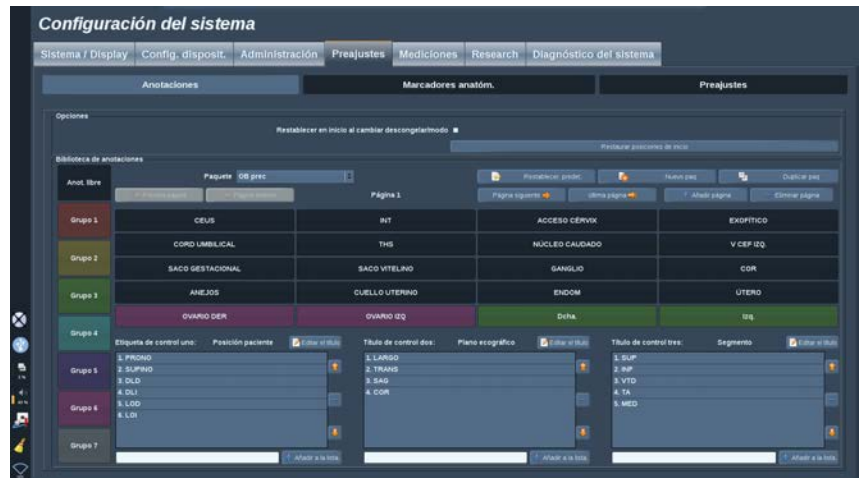 Configuración del sistema
Sistema / Display Config. disposit. Administración Preajustes Mediciones Research Diagnóstico del sistema
Anotaciones Marcadores anatóm. Preajustes
Opciones
Restablecer en inicio al cambiar descongelar/modo
Restaurar posiciones de inicio
Biblioteca de anotaciones
Anot. libre Paquete OB prec Restablecer predet. Nuevo paq Duplicar paq
Página 1 Página siguiente Última página Añadir página Eliminar página
Grupo 1 CEUS INT ACCESO CÉRVIX EXOFÍTICO
CORD UMBILICAL THS NÚCLEO CAUDADO V CEF IZQ.
Grupo 2
SACO GESTACIONAL SACO VITELINO GANGLIO COR
Grupo 3 ANEJOS CUELLO UTERINO ENDOM ÚTERO
OVARIO DER OVARIO IZQ Dcha. Izq.
Grupo 4
Etiqueta de control uno: Posición paciente Editar el título Título de control dos: Plano ecográfico Editar el título Título de control tres: Segmento Editar el título
1. PRONO 1. LARGO 1. SUP
2. SUPINO 2. TRANS 2. INF
Grupo 5
3. DLD 3. SAG 3. VTD
4. DLI 4. COR 4. TA
5. LOD 5. MED
Grupo 6
6. LOI
Grupo 7
Añadir a la lista Añadir a la lista Añadir a la lista